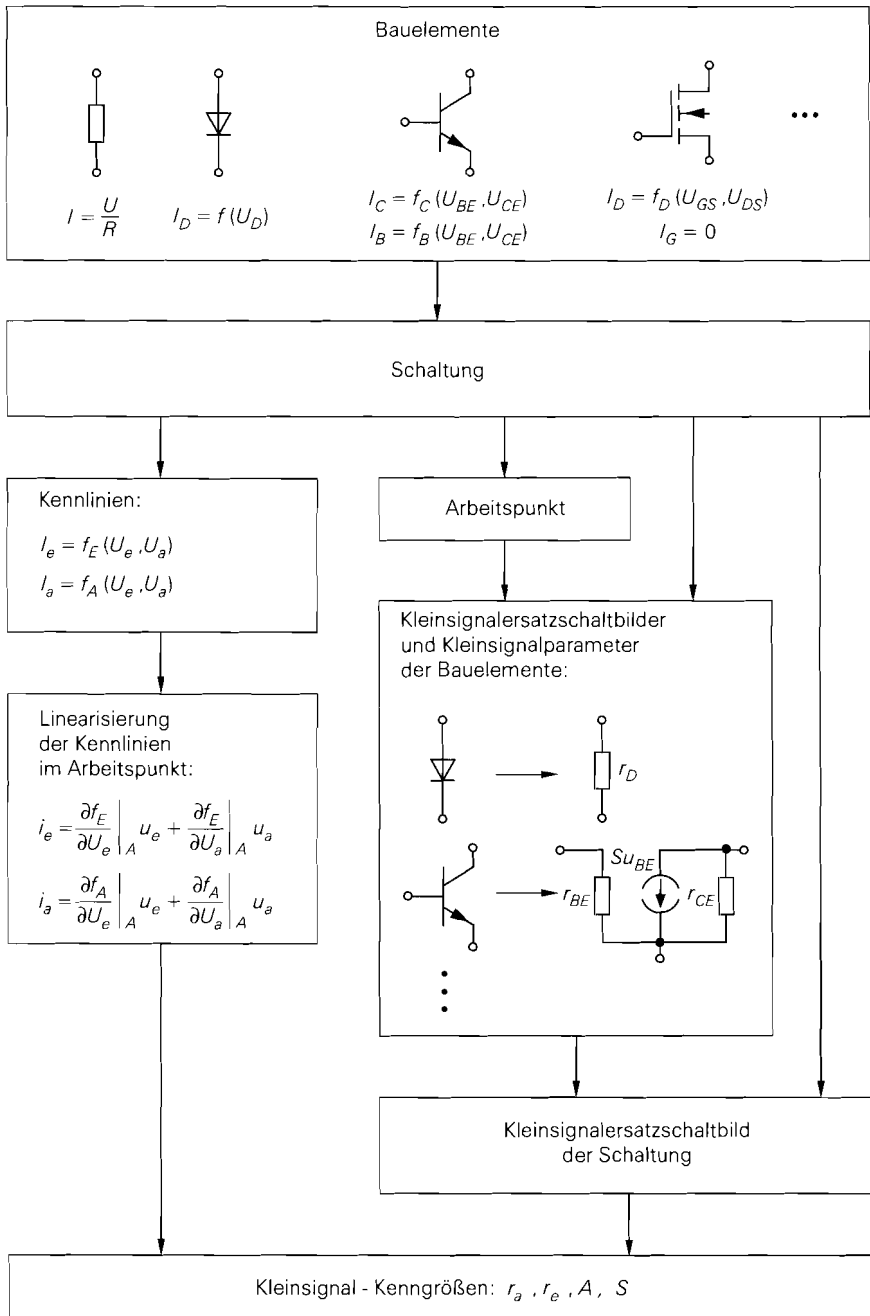 Bauelemente
I = U/R
I_D = f (U_D)
I_C = f_C (U_BE , U_CE)
I_B = f_B (U_BE , U_CE)
I_D = f_D (U_GS , U_DS)
I_G = 0
Schaltung
Kennlinien:
I_e = f_E (U_e , U_a)
I_a = f_A (U_e , U_a)
Linearisierung
der Kennlinien
im Arbeitspunkt:
i_e = ∂f_E/∂U_e |_A u_e + ∂f_E/∂U_a |_A u_a
i_a = ∂f_A/∂U_e |_A u_e + ∂f_A/∂U_a |_A u_a
Arbeitspunkt
Kleinsignalersatzschaltbilder
und Kleinsignalparameter
der Bauelemente:
r_D
Su_BE
r_BE
r_CE
Kleinsignalersatzschaltbild
der Schaltung
Kleinsignal - Kenngrößen: r_a , r_e , A , S